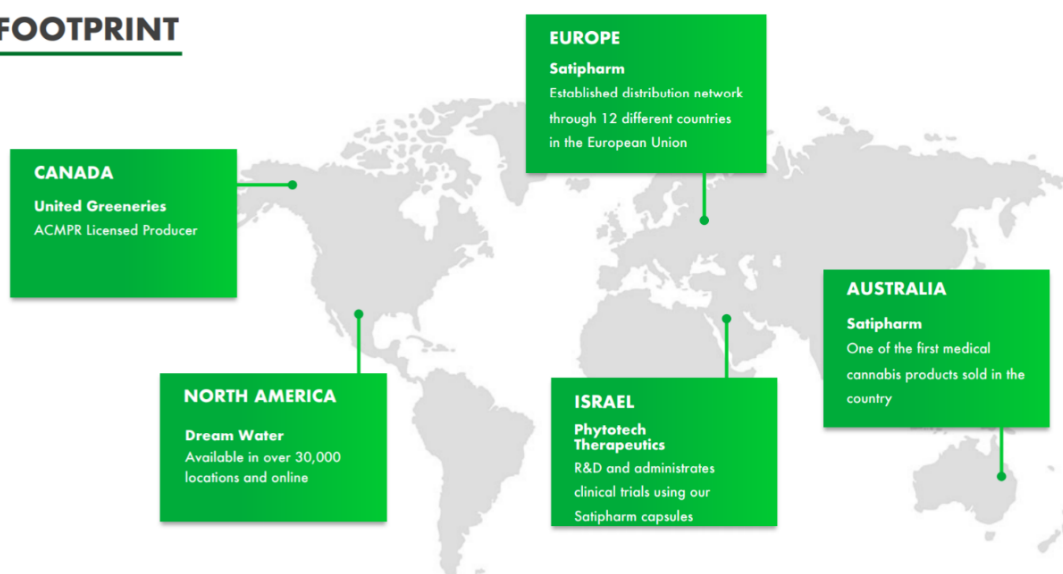 FOOTPRINT
EUROPE
Satipharm
Established distribution network
through 12 different countries
in the European Union
CANADA
United Greeneries
ACMPR Licensed Producer
AUSTRALIA
Satipharm
One of the first medical
cannabis products sold in the
country
NORTH AMERICA
Dream Water
Available in over 30,000
locations and online
ISRAEL
Phytotech
Therapeutics
R&D and administrates
clinical trials using our
Satipharm capsules